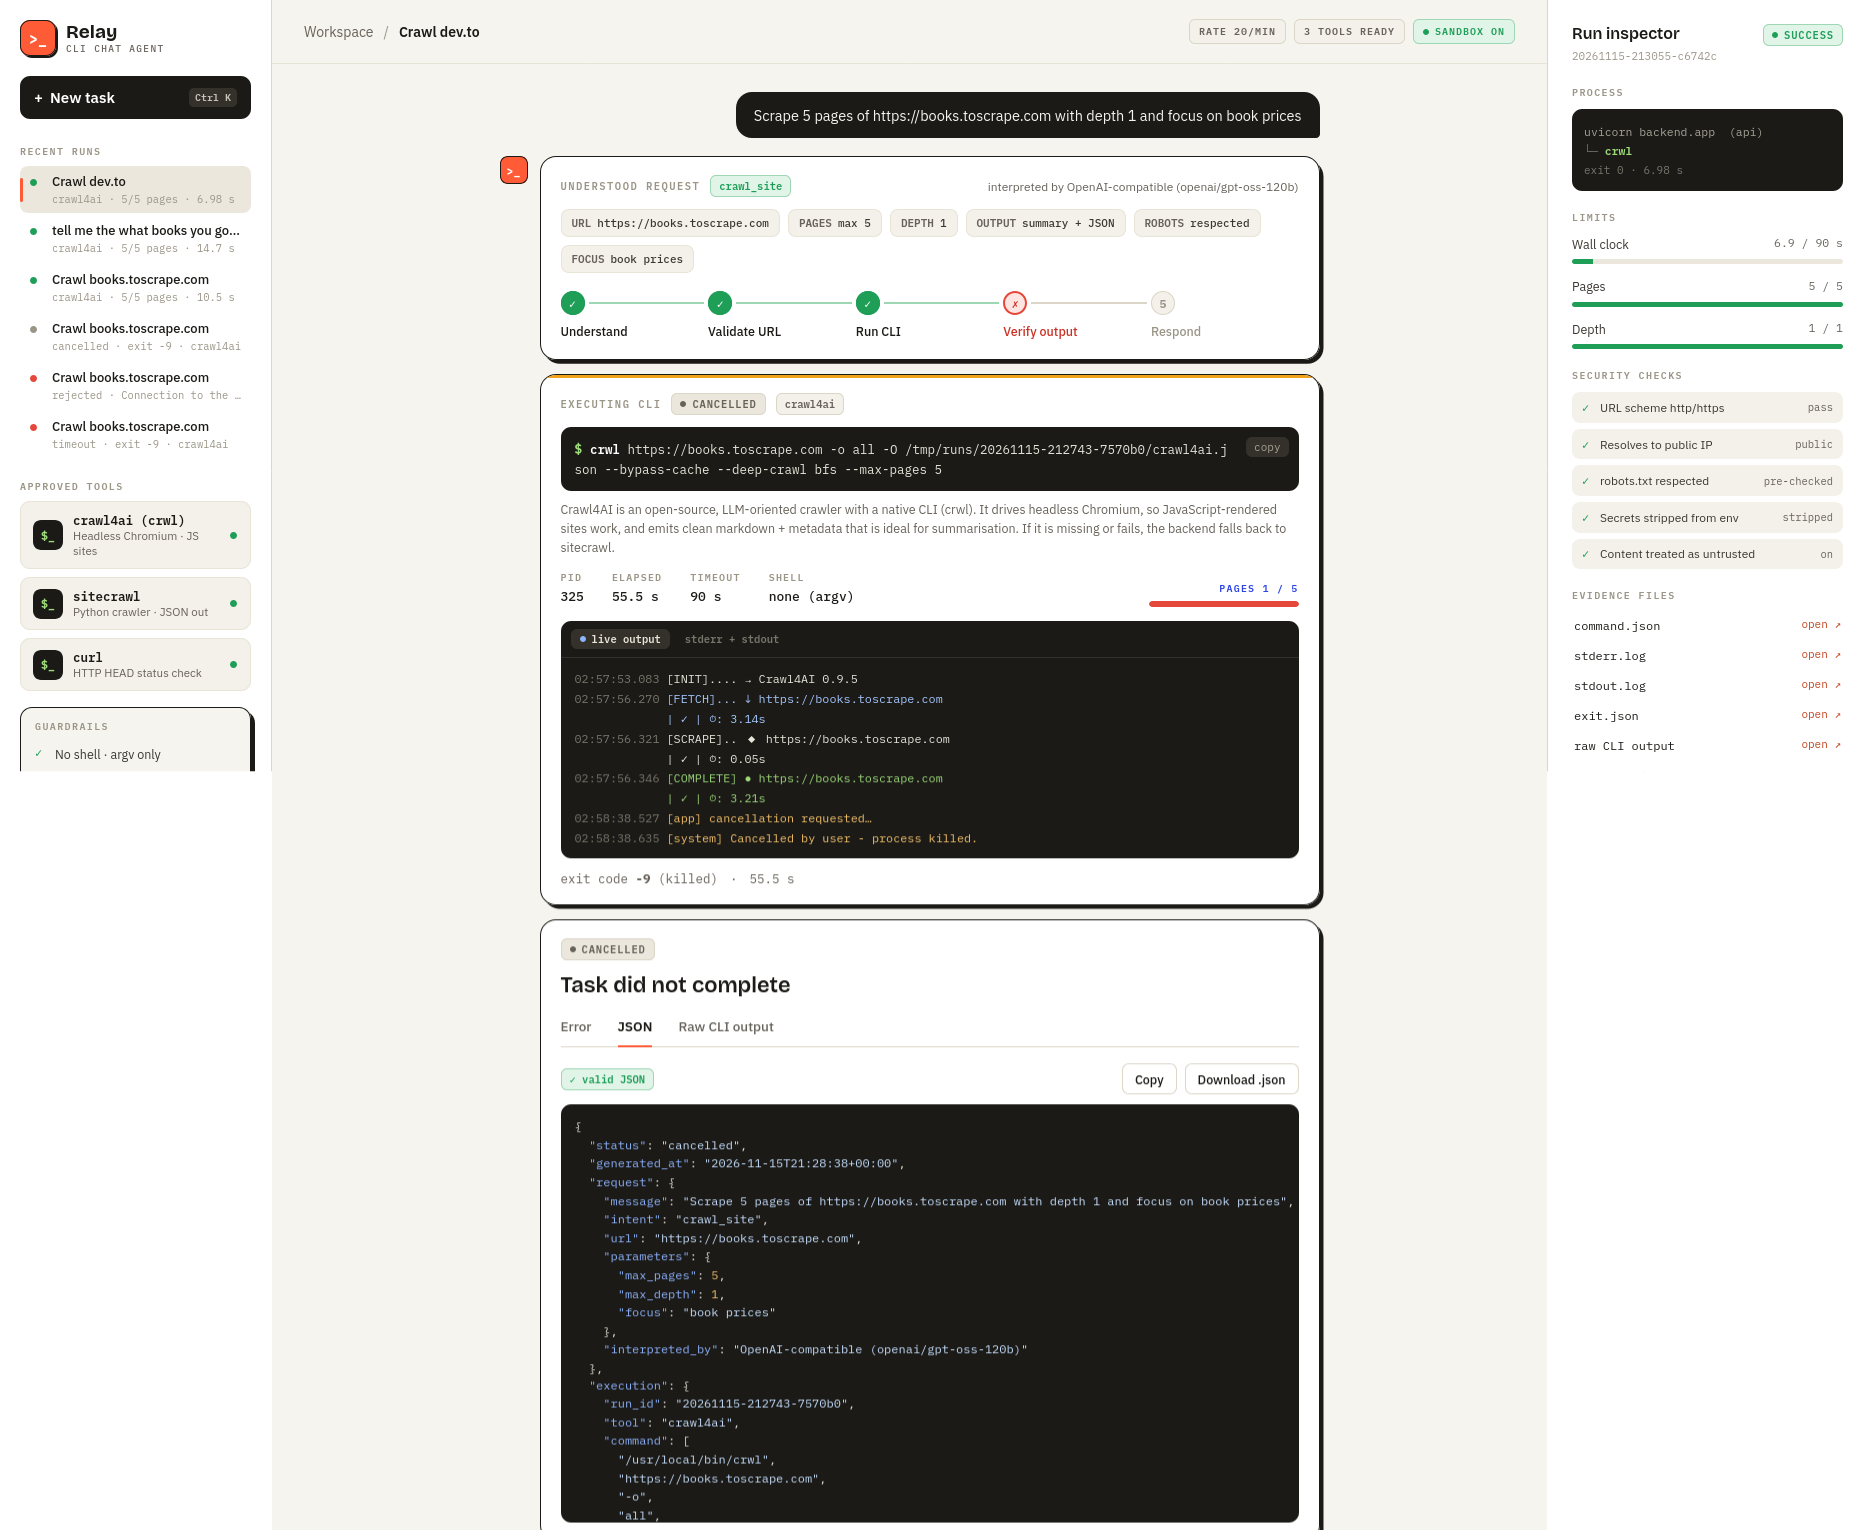 >_ Relay
CLI CHAT AGENT
+ New task Ctrl K
RECENT RUNS
Crawl dev.to
crawl4ai · 5/5 pages · 6.98 s
tell me the what books you go...
crawl4ai · 5/5 pages · 14.7 s
Crawl books.toscrape.com
crawl4ai · 5/5 pages · 10.5 s
Crawl books.toscrape.com
cancelled · exit -9 · crawl4ai
Crawl books.toscrape.com
rejected · Connection to the …
Crawl books.toscrape.com
timeout · exit -9 · crawl4ai
APPROVED TOOLS
$_ crawl4ai (crwl)
Headless Chromium · JS
sites
$_ sitecrawl
Python crawler · JSON out
$_ curl
HTTP HEAD status check
GUARDRAILS
✓ No shell · argv only
Workspace / Crawl dev.to
RATE 20/MIN 3 TOOLS READY SANDBOX ON
Scrape 5 pages of https://books.toscrape.com with depth 1 and focus on book prices
>_
UNDERSTOOD REQUEST crawl_site interpreted by OpenAI-compatible (openai/gpt-oss-120b)
URL https://books.toscrape.com PAGES max 5 DEPTH 1 OUTPUT summary + JSON ROBOTS respected
FOCUS book prices
✓ ✓ ✓ ✗ 5
Understand Validate URL Run CLI Verify output Respond
EXECUTING CLI CANCELLED crawl4ai
$ crwl https://books.toscrape.com -o all -O /tmp/runs/20261115-212743-7570b0/crawl4ai.j copy
son --bypass-cache --deep-crawl bfs --max-pages 5
Crawl4AI is an open-source, LLM-oriented crawler with a native CLI (crwl). It drives headless Chromium, so JavaScript-rendered
sites work, and emits clean markdown + metadata that is ideal for summarisation. If it is missing or fails, the backend falls back to
sitecrawl.
PID ELAPSED TIMEOUT SHELL
325 55.5 s 90 s none (argv)
PAGES 1 / 5
live output stderr + stdout
02:57:53.083 [INIT].... → Crawl4AI 0.9.5
02:57:56.270 [FETCH]... ↓ https://books.toscrape.com
| ✓ | ⏱: 3.14s
02:57:56.321 [SCRAPE].. ◆ https://books.toscrape.com
| ✓ | ⏱: 0.05s
02:57:56.346 [COMPLETE] ● https://books.toscrape.com
| ✓ | ⏱: 3.21s
02:58:38.527 [app] cancellation requested…
02:58:38.635 [system] Cancelled by user - process killed.
exit code -9 (killed) · 55.5 s
CANCELLED
Task did not complete
Error JSON Raw CLI output
✓ valid JSON Copy Download .json
{
"status": "cancelled",
"generated_at": "2026-11-15T21:28:38+00:00",
"request": {
"message": "Scrape 5 pages of https://books.toscrape.com with depth 1 and focus on book prices",
"intent": "crawl_site",
"url": "https://books.toscrape.com",
"parameters": {
"max_pages": 5,
"max_depth": 1,
"focus": "book prices"
},
"interpreted_by": "OpenAI-compatible (openai/gpt-oss-120b)"
},
"execution": {
"run_id": "20261115-212743-7570b0",
"tool": "crawl4ai",
"command": [
"/usr/local/bin/crwl",
"https://books.toscrape.com",
"-o",
"all",
Run inspector SUCCESS
20261115-213055-c6742c
PROCESS
uvicorn backend.app (api)
└─ crwl
exit 0 · 6.98 s
LIMITS
Wall clock 6.9 / 90 s
Pages 5 / 5
Depth 1 / 1
SECURITY CHECKS
✓ URL scheme http/https pass
✓ Resolves to public IP public
✓ robots.txt respected pre-checked
✓ Secrets stripped from env stripped
✓ Content treated as untrusted on
EVIDENCE FILES
command.json open ↗
stderr.log open ↗
stdout.log open ↗
exit.json open ↗
raw CLI output open ↗